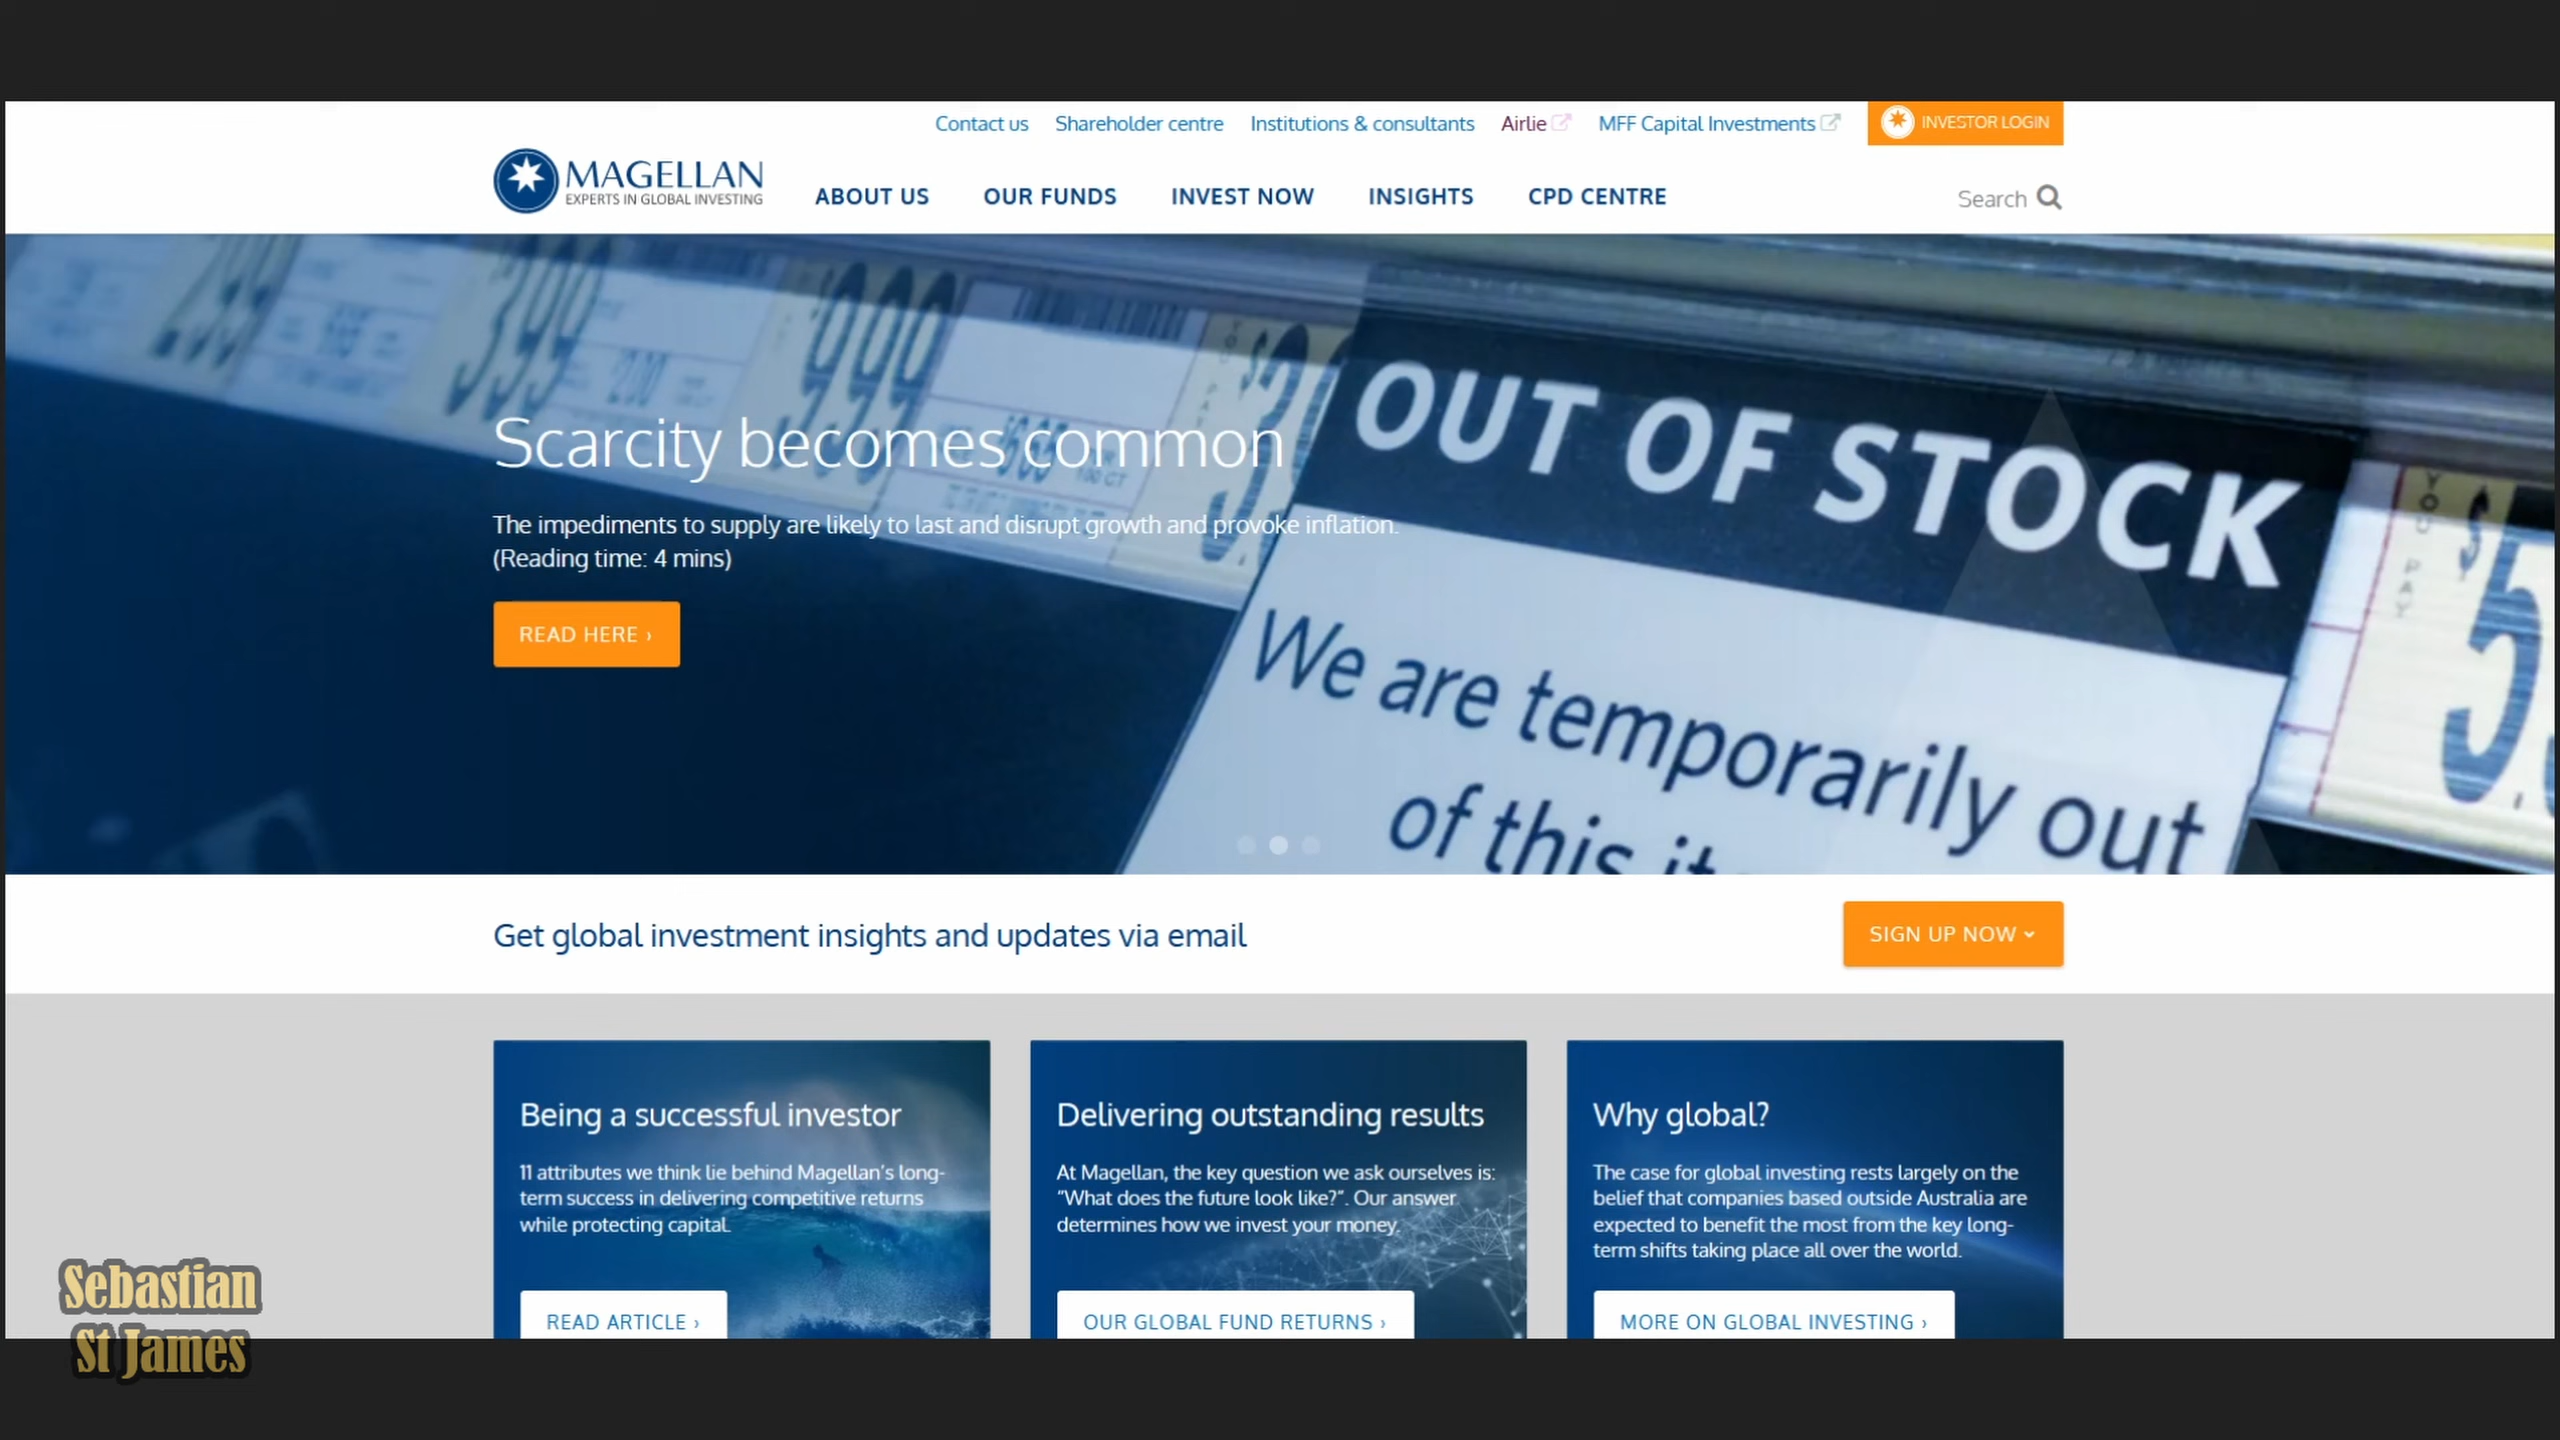 Contact us Shareholder centre Institutions & consultants Airlie MFF Capital Investments INVESTOR LOGIN
MAGELLAN
EXPERTS IN GLOBAL INVESTING
ABOUT US OUR FUNDS INVEST NOW INSIGHTS CPD CENTRE
Search
Scarcity becomes common
The impediments to supply are likely to last and disrupt growth and provoke inflation.
(Reading time: 4 mins)
READ HERE ›
OUT OF STOCK
We are temporarily out
of this
YOU PAY
Get global investment insights and updates via email
SIGN UP NOW
Being a successful investor
11 attributes we think lie behind Magellan's long-
term success in delivering competitive returns
while protecting capital.
READ ARTICLE ›
Delivering outstanding results
At Magellan, the key question we ask ourselves is:
"What does the future look like?". Our answer
determines how we invest your money.
OUR GLOBAL FUND RETURNS ›
Why global?
The case for global investing rests largely on the
belief that companies based outside Australia are
expected to benefit the most from the key long-
term shifts taking place all over the world.
MORE ON GLOBAL INVESTING ›
Sebastian
St James